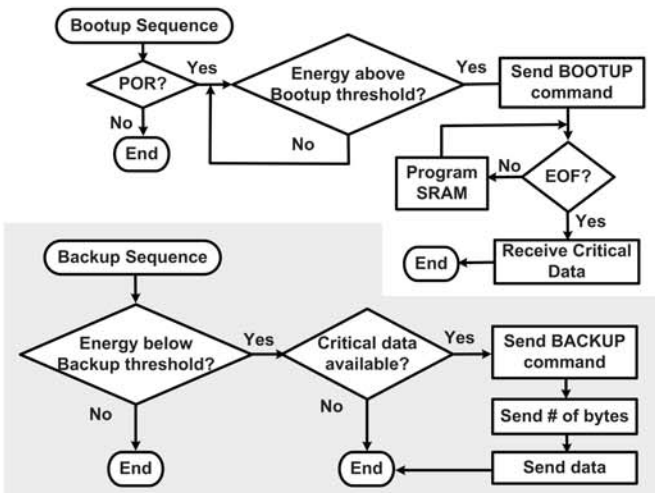 Bootup Sequence
POR?
Yes
No
End
Energy above
Bootup threshold?
Yes
No
Send BOOTUP
command
EOF?
No
Program
SRAM
Yes
Receive Critical
Data
End
Backup Sequence
Energy below
Backup threshold?
Yes
No
End
Critical data
available?
Yes
No
End
Send BACKUP
command
Send # of bytes
Send data